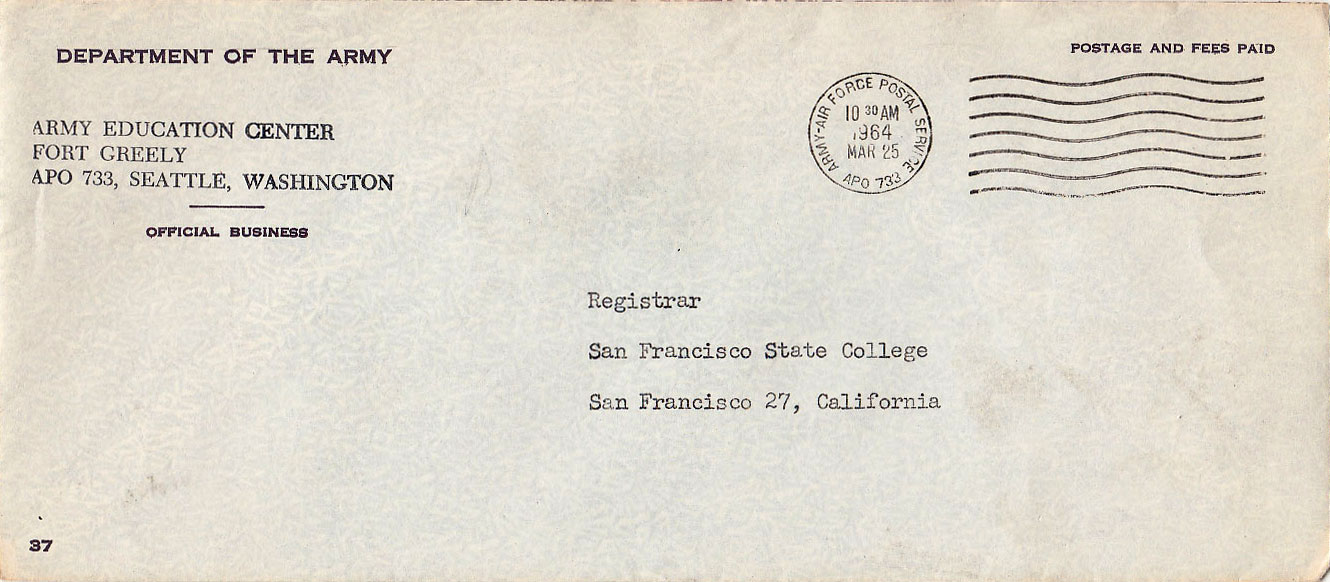 DEPARTMENT OF THE ARMY
POSTAGE AND FEES PAID
ARMY EDUCATION CENTER
FORT GREELY
APO 733, SEATTLE, WASHINGTON
OFFICIAL BUSINESS
ARMY-AIR FORCE POSTAL SERVICE
10 30 AM
1964
MAR 25
APO 733
Registrar
San Francisco State College
San Francisco 27, California
37